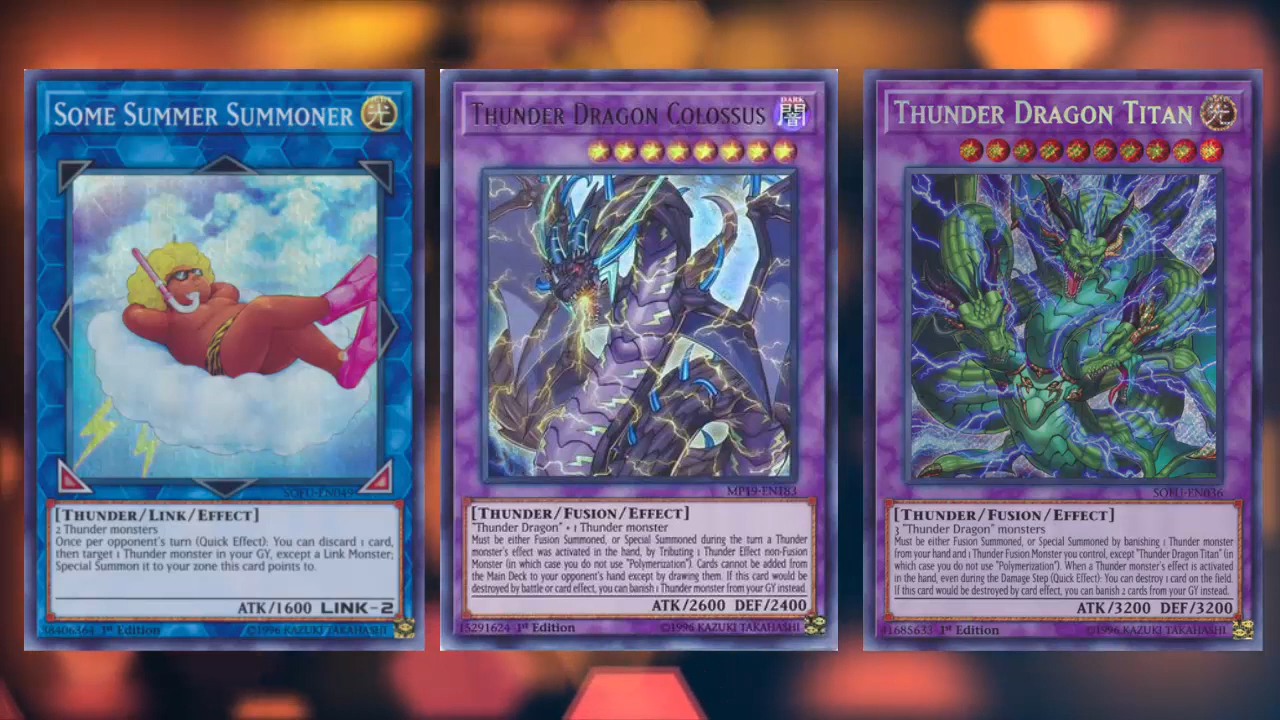 SOME SUMMER SUMMONER 光
SOFU-EN049
[THUNDER/LINK/EFFECT]
2 Thunder monsters
Once per opponent's turn (Quick Effect): You can discard 1 card,
then target 1 Thunder monster in your GY, except a Link Monster;
Special Summon it to your zone this card points to.
ATK/1600 LINK-2
1st Edition ©1996 KAZUKI TAKAHASHI
THUNDER DRAGON COLOSSUS DARK 闇
MP19-EN183
[THUNDER/FUSION/EFFECT]
"Thunder Dragon" + 1 Thunder monster
Must be either Fusion Summoned, or Special Summoned during the turn a Thunder
monster's effect was activated in the hand, by Tributing 1 Thunder Effect non-Fusion
Monster (in which case you do not use "Polymerization"). Cards cannot be added from
the Main Deck to your opponent's hand except by drawing them. If this card would be
destroyed by battle or card effect, you can banish 1 Thunder monster from your GY instead.
ATK/2600 DEF/2400
15291624 1st Edition ©1996 KAZUKI TAKAHASHI
THUNDER DRAGON TITAN 光
SOFU-EN036
[THUNDER/FUSION/EFFECT]
3 "Thunder Dragon" monsters
Must be either Fusion Summoned, or Special Summoned by banishing 1 Thunder monster
from your hand and 1 Thunder Fusion Monster you control, except "Thunder Dragon Titan" (in
which case you do not use "Polymerization"). When a Thunder monster's effect is activated
in the hand, even during the Damage Step (Quick Effect): You can destroy 1 card on the field.
If this card would be destroyed by card effect, you can banish 2 cards from your GY instead.
ATK/3200 DEF/3200
41685633 1st Edition ©1996 KAZUKI TAKAHASHI